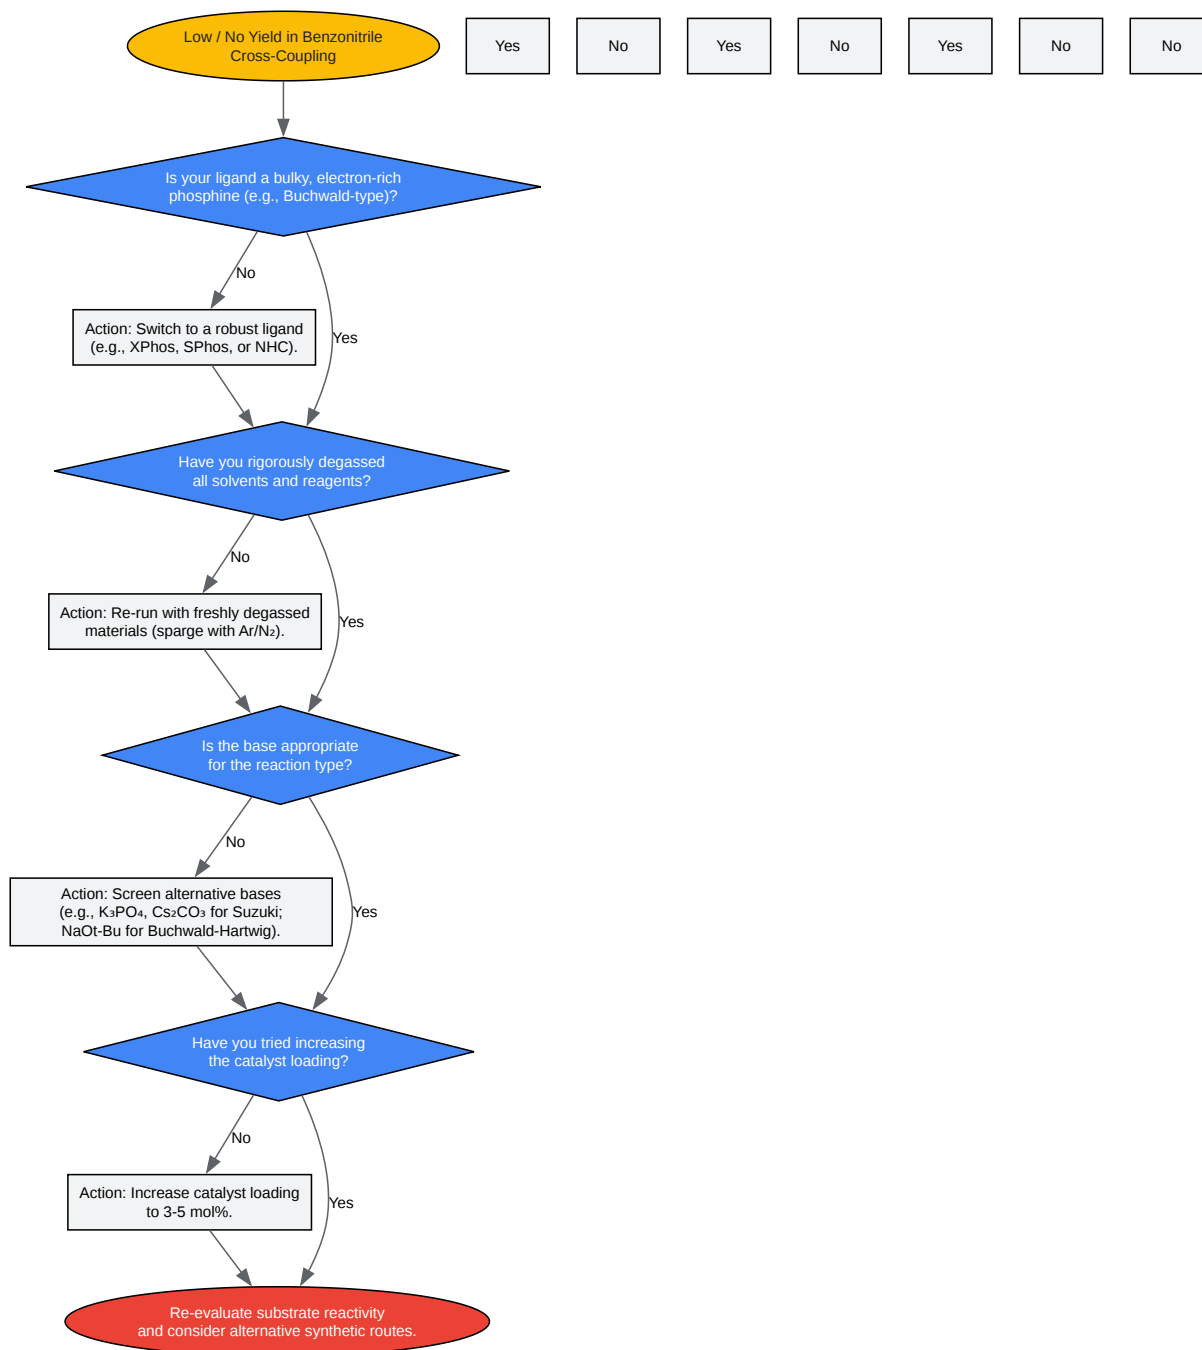 Low / No Yield in Benzonitrile
Cross-Coupling
Yes
No
Yes
No
Yes
No
No
Is your ligand a bulky, electron-rich
phosphine (e.g., Buchwald-type)?
No
Action: Switch to a robust ligand
(e.g., XPhos, SPhos, or NHC).
Yes
Have you rigorously degassed
all solvents and reagents?
No
Action: Re-run with freshly degassed
materials (sparge with Ar/N₂).
Yes
Is the base appropriate
for the reaction type?
No
Action: Screen alternative bases
(e.g., K₃PO₄, Cs₂CO₃ for Suzuki;
NaOt-Bu for Buchwald-Hartwig).
Yes
Have you tried increasing
the catalyst loading?
No
Action: Increase catalyst loading
to 3-5 mol%.
Yes
Re-evaluate substrate reactivity
and consider alternative synthetic routes.